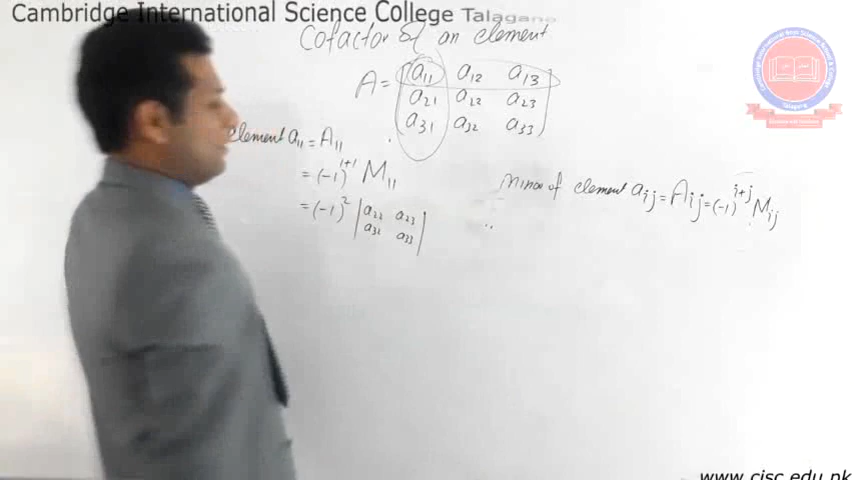 Cambridge International Science College Talagang
Cofactor of an element
A = [a11 a12 a13
a21 a22 a23
a31 a32 a33]
element a11 = A11
= (-1)^1+1 M11
= (-1)^2 |a22 a23
a32 a33|
Minor of element aij = Aij = (-1)^i+j Mij
Talagang
www.cisc.edu.pk